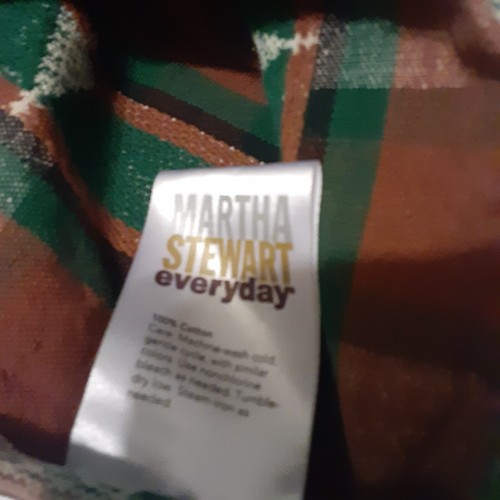 MARTHA
STEWART
everyday
100% Cotton
Care: Machine-wash cold,
gentle cycle, with similar
colors. Use nonchlorine
bleach as needed. Tumble-
dry low. Steam-iron as
needed.